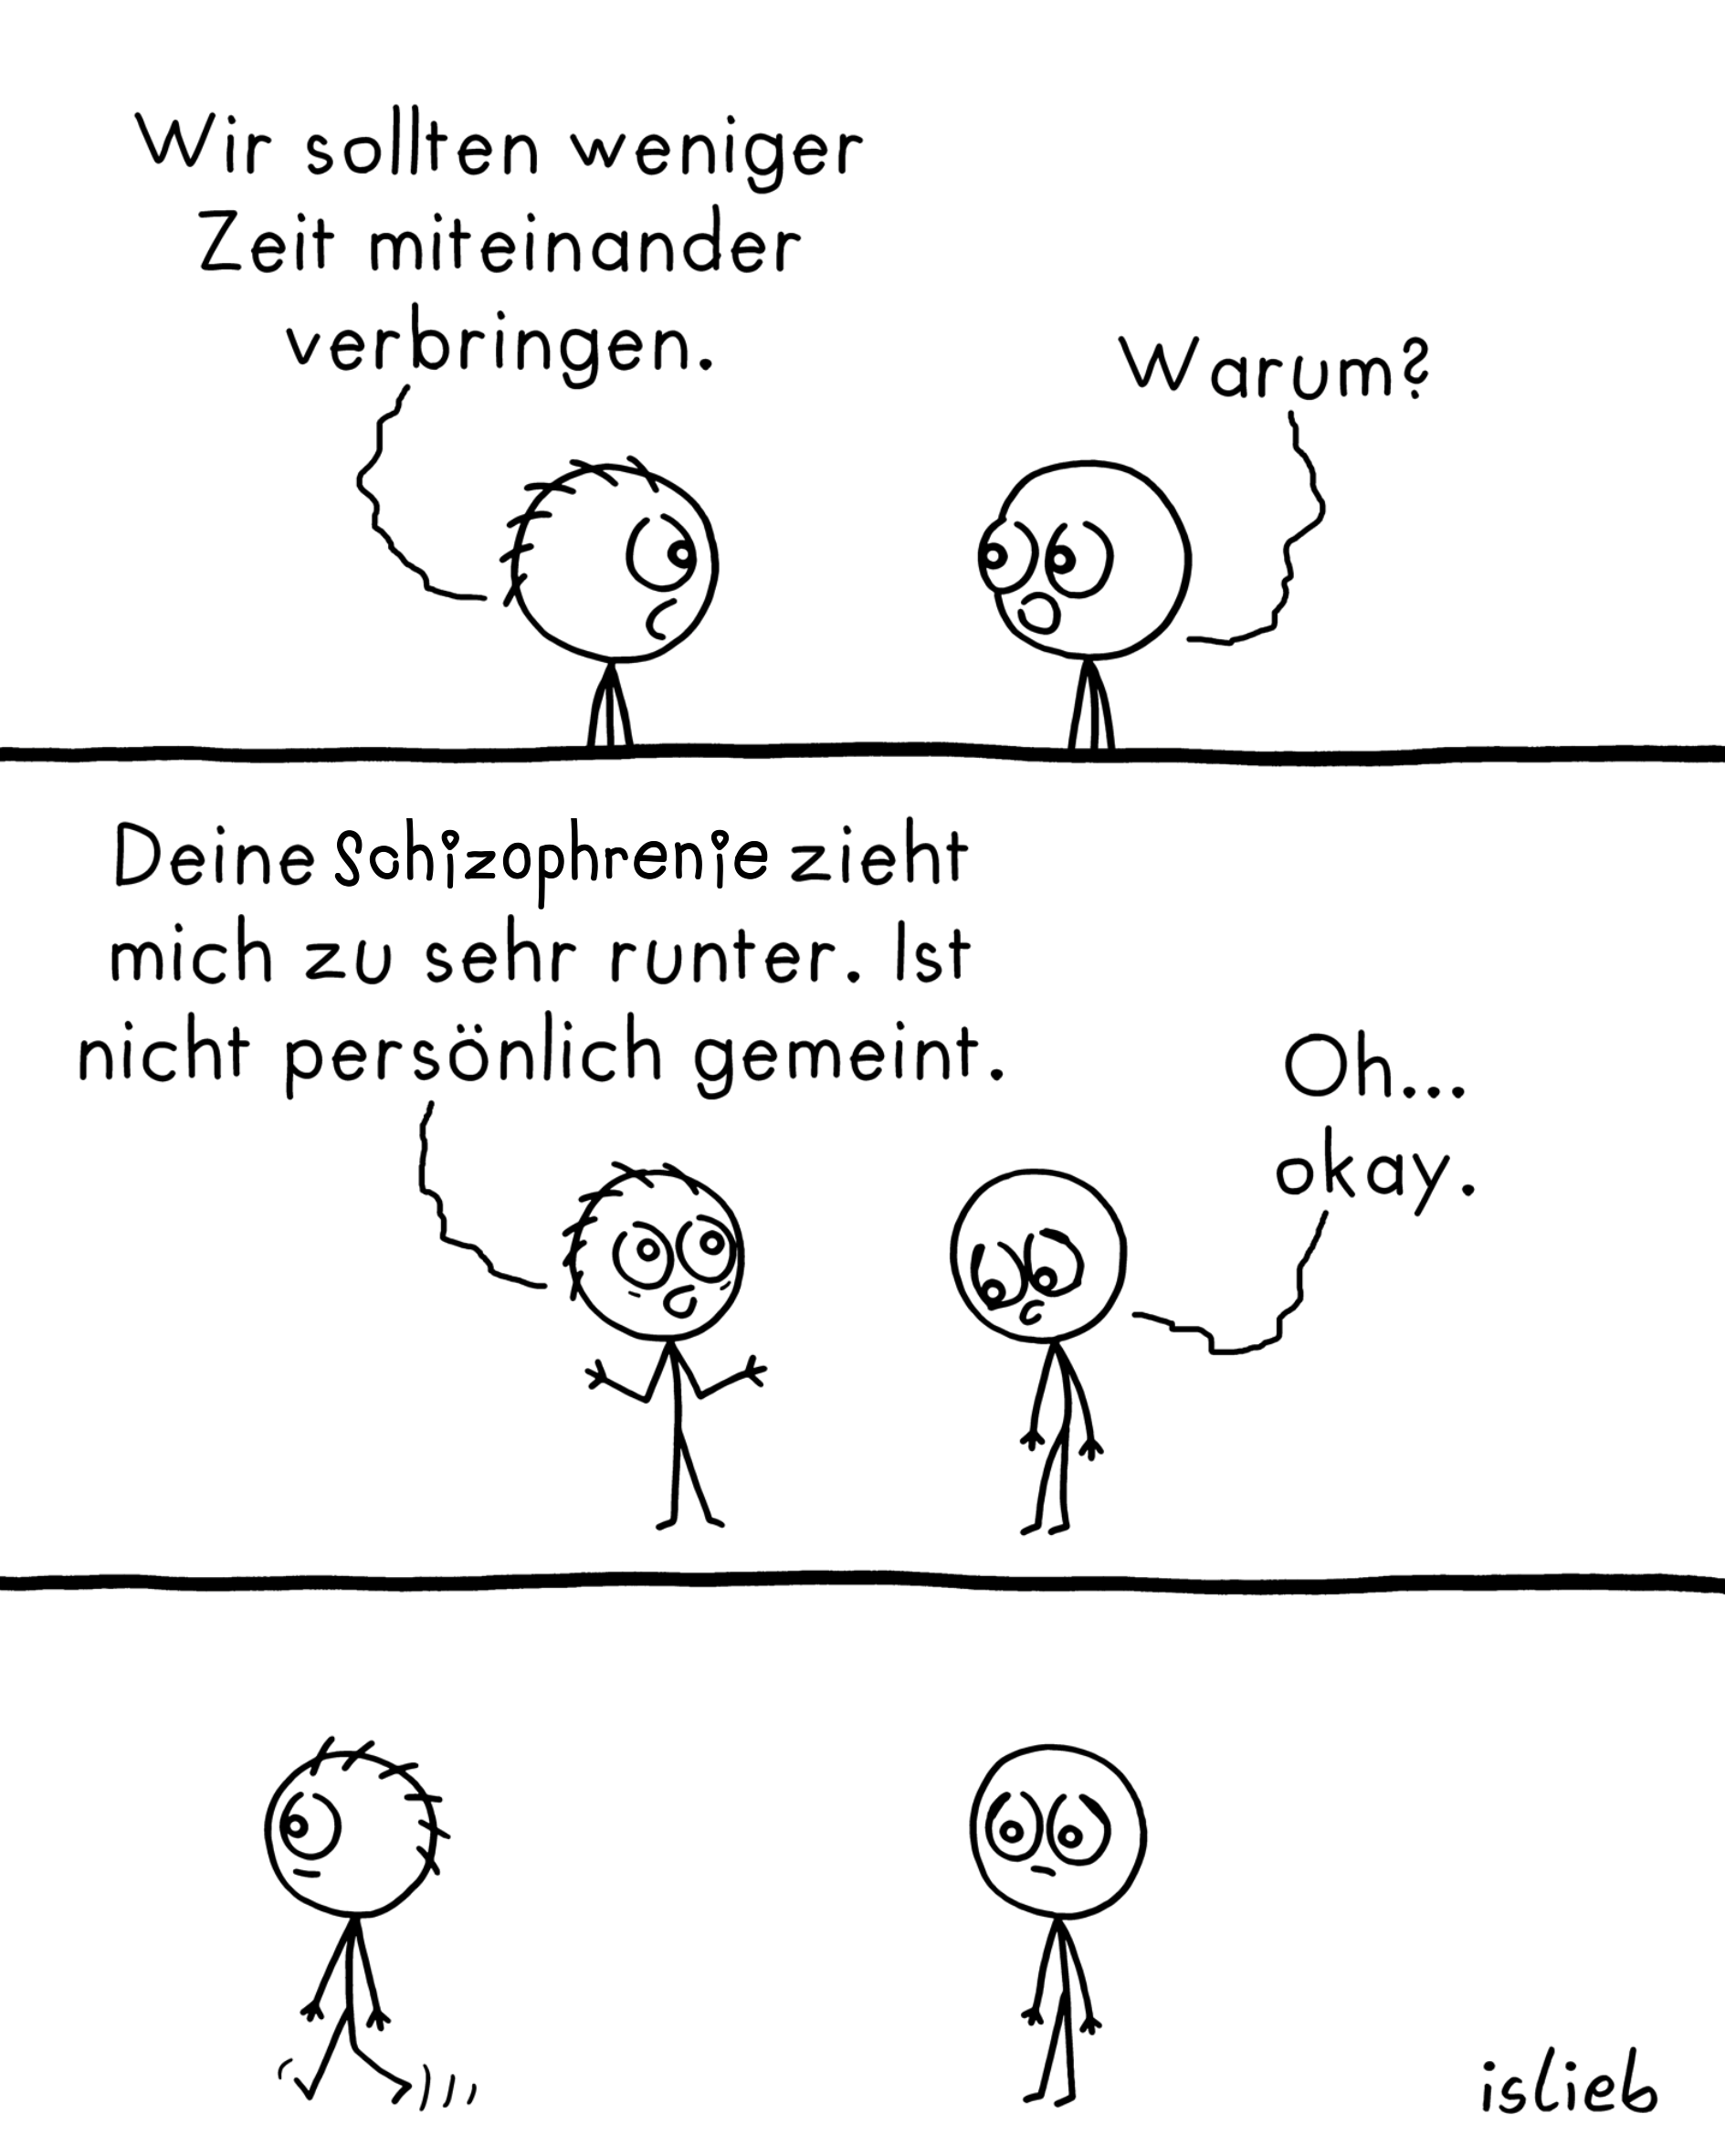 Wir sollten weniger
Zeit miteinander
verbringen.
Warum?
Deine Schizophrenie zieht
mich zu sehr runter. Ist
nicht persönlich gemeint.
Oh...
okay.
islieb